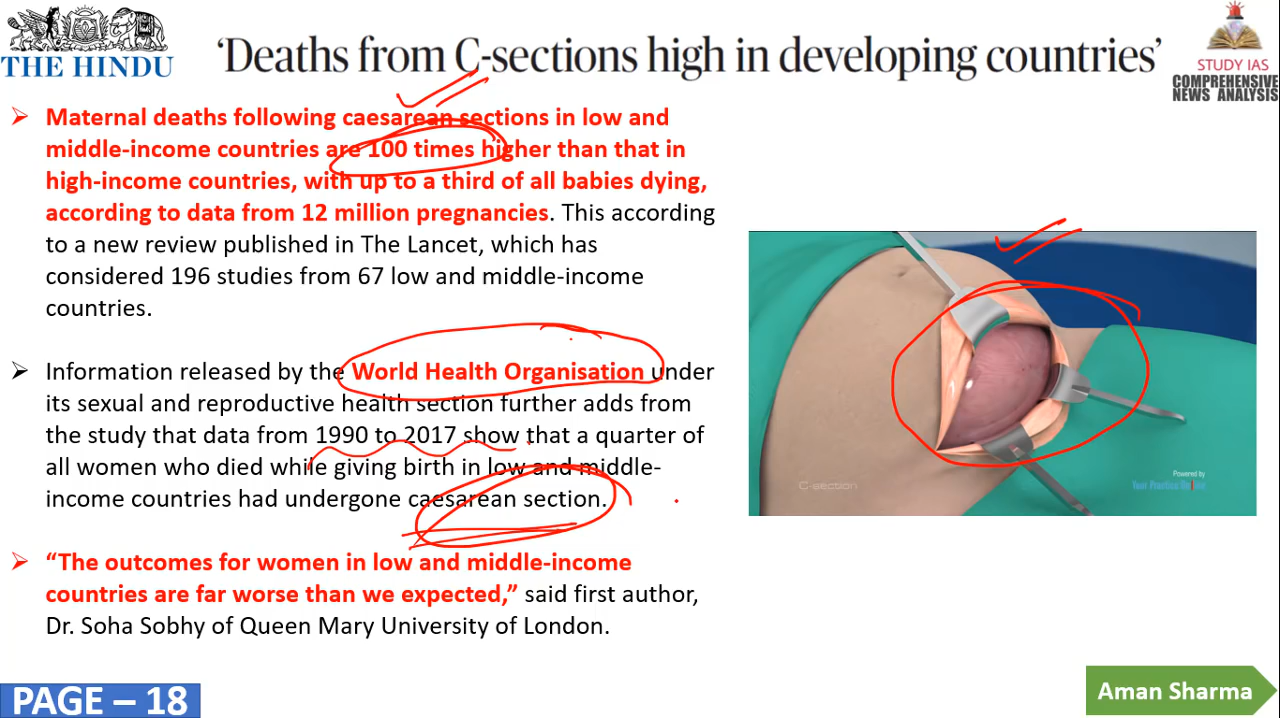 THE HINDU
‘Deaths from C-sections high in developing countries’
STUDY IAS
COMPREHENSIVE
NEWS ANALYSIS
Maternal deaths following caesarean sections in low and
middle-income countries are 100 times higher than that in
high-income countries, with up to a third of all babies dying,
according to data from 12 million pregnancies. This according
to a new review published in The Lancet, which has
considered 196 studies from 67 low and middle-income
countries.
Information released by the World Health Organisation under
its sexual and reproductive health section further adds from
the study that data from 1990 to 2017 show that a quarter of
all women who died while giving birth in low and middle-
income countries had undergone caesarean section.
“The outcomes for women in low and middle-income
countries are far worse than we expected,” said first author,
Dr. Soha Sobhy of Queen Mary University of London.
C-section
Powered by
Your Practice Online
PAGE – 18
Aman Sharma